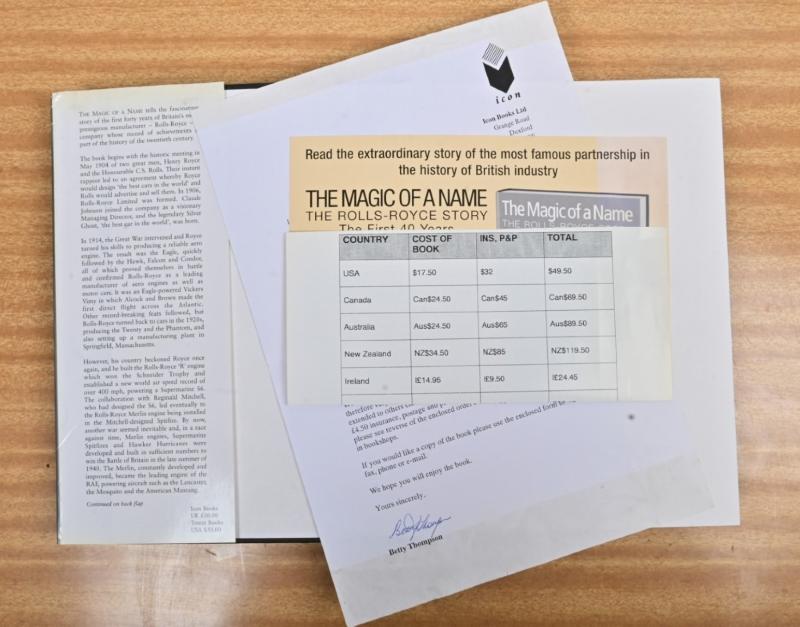 THE MAGIC OF A NAME tells the fascinating
story of the first forty years of Britain's
prestigious manufacturer – Rolls-Royce –
company whose record of achievements
part of the history of the twentieth century.
The book begins with the historic meeting in
May 1904 of two great men, Henry Royce
and the Honourable C.S. Rolls. Their instant
rapport led to an agreement whereby Royce
would design 'the best cars in the world' and
Rolls would advertise and sell them. In 1906,
Rolls-Royce Limited was formed. Claude
Johnson joined the company as a visionary
Managing Director, and the legendary Silver
Ghost, 'the best car in the world', was born.
In 1914, the Great War intervened and Royce
turned his skills to producing a reliable aero
engine. The result was the Eagle, quickly
followed by the Hawk, Falcon and Condor,
all of which proved themselves in battle
and confirmed Rolls-Royce as a leading
manufacturer of aero engines as well as
motor cars. It was an Eagle-powered Vickers
Vimy in which Alcock and Brown made the
first direct flight across the Atlantic.
Other record-breaking feats followed, but
Rolls-Royce turned back to cars in the 1920s,
producing the Twenty and the Phantom, and
also setting up a manufacturing plant in
Springfield, Massachusetts.
However, his country beckoned Royce once
again, and he built the Rolls-Royce 'R' engine
which won the Schneider Trophy and
established a new world air speed record of
over 400 mph, powering a Supermarine S6.
The collaboration with Reginald Mitchell,
who had designed the S6, led eventually to
the Rolls-Royce Merlin engine being installed
in the Mitchell-designed Spitfire. By now,
another war seemed inevitable and, in a race
against time, Merlin engines, Supermarine
Spitfires and Hawker Hurricanes were
developed and built in sufficient numbers to
win the Battle of Britain in the late summer of
1940. The Merlin, constantly developed and
improved, became the leading engine of the
RAF, powering aircraft such as the Lancaster,
the Mosquito and the American Mustang.
Continued on back flap
Icon Books
UK £20.00
Totem Books
USA
icon
Icon Books Ltd
Grange Road
Duxford
Read the extraordinary story of the most famous partnership in
the history of British industry
THE MAGIC OF A NAME
THE ROLLS-ROYCE STORY
The First 40 Years
The Magic of a Name
THE ROLLS-ROYCE STORY
COUNTRY COST OF BOOK INS, P&P TOTAL
USA $17.50 $32 $49.50
Canada Can$24.50 Can$45 Can$69.50
Australia Aus$24.50 Aus$65 Aus$89.50
New Zealand NZ$34.50 NZ$85 NZ$119.50
Ireland IE14.95 IE9.50 IE24.45
therefore
extended to others
£4.50 insurance, postage and
please see reverse of the enclosed order
in bookshops.
If you would like a copy of the book please use the enclosed form
fax, phone or e-mail.
We hope you will enjoy the book.
Yours sincerely,
Betty Thompson